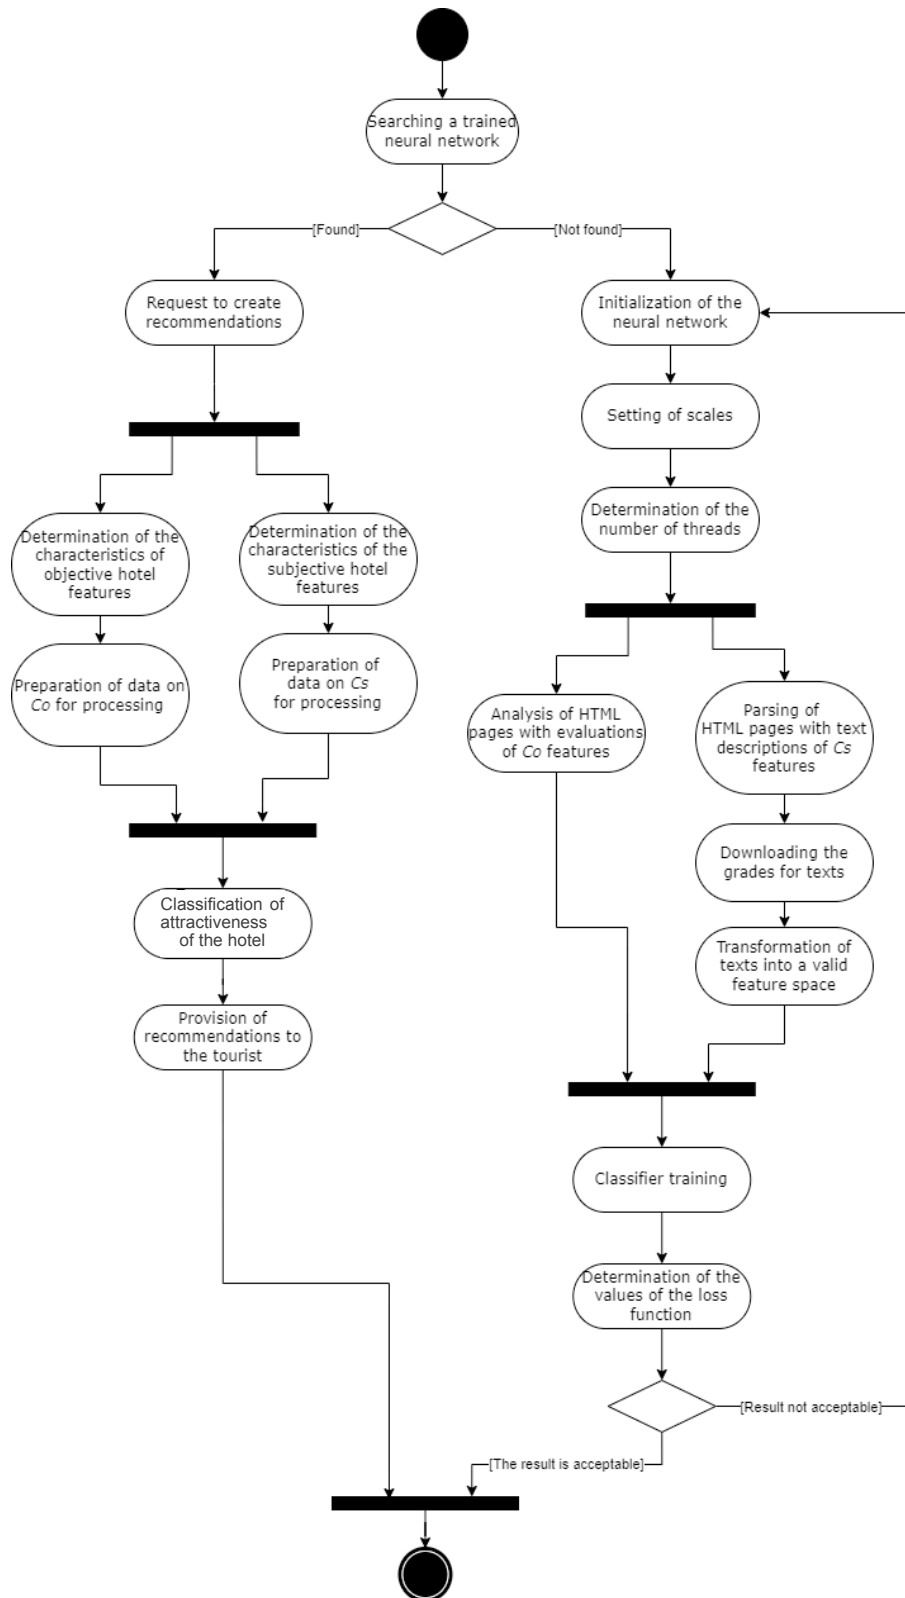 Searching a trained
neural network
[Found]
[Not found]
Request to create
recommendations
Initialization of the
neural network
Setting of scales
Determination of the
number of threads
Determination of the
characteristics of
objective hotel
features
Determination of the
characteristics of the
subjective hotel
features
Preparation of data on
Co for processing
Preparation of
data on Cs
for processing
Analysis of HTML
pages with evaluations
of Co features
Parsing of
HTML pages with text
descriptions of Cs
features
Downloading the
grades for texts
Transformation of
texts into a valid
feature space
Classification of
attractiveness
of the hotel
Provision of
recommendations to
the tourist
Classifier training
Determination of the
values of the loss
function
[Result not acceptable]
[The result is acceptable]